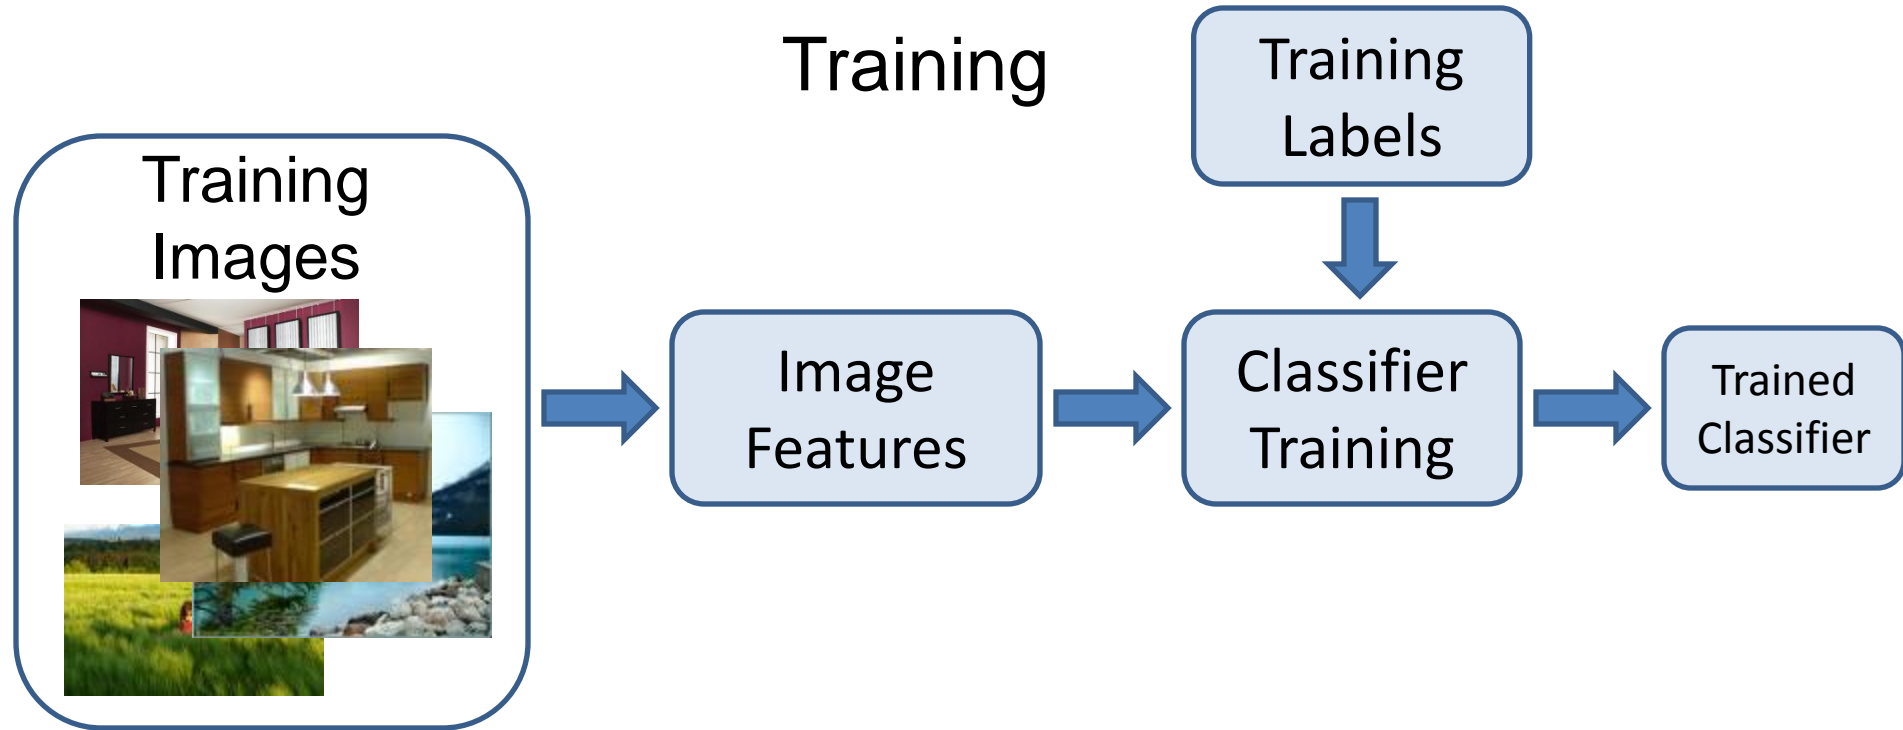 Training
Training
Labels
Training
Images
Image
Features
Classifier
Training
Trained
Classifier